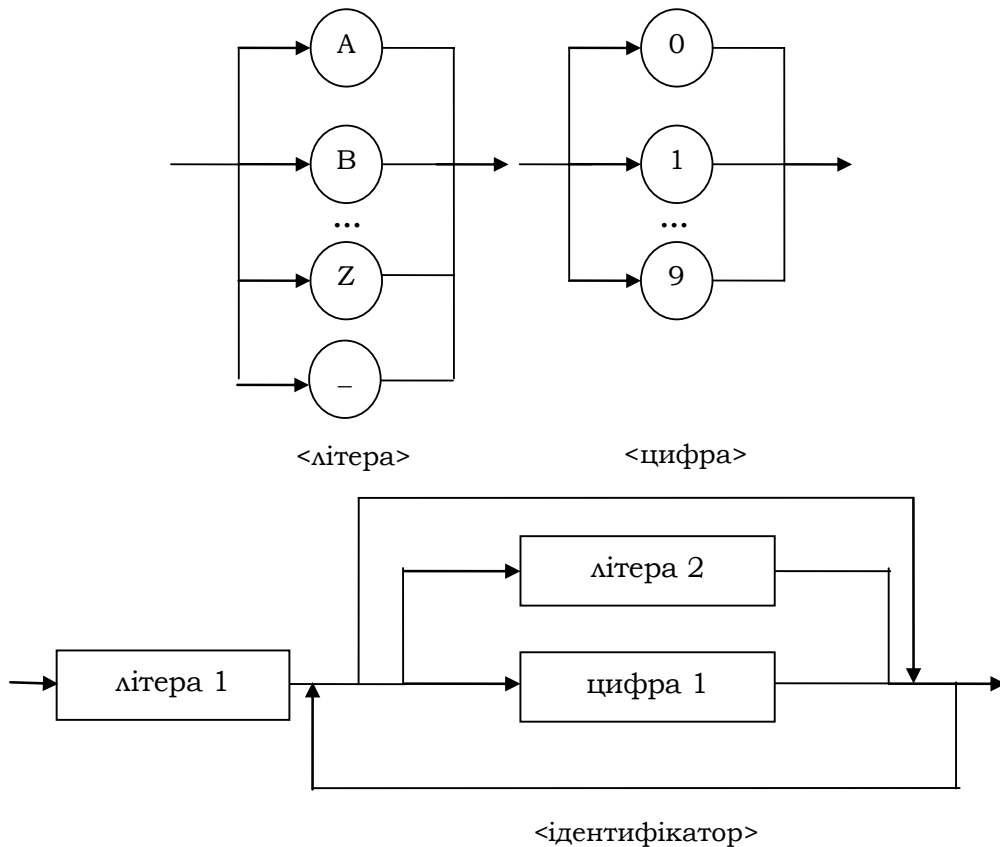 A 0
B 1
... ...
Z 9
_
<літера> <цифра>
літера 2
літера 1 цифра 1
<ідентифікатор>